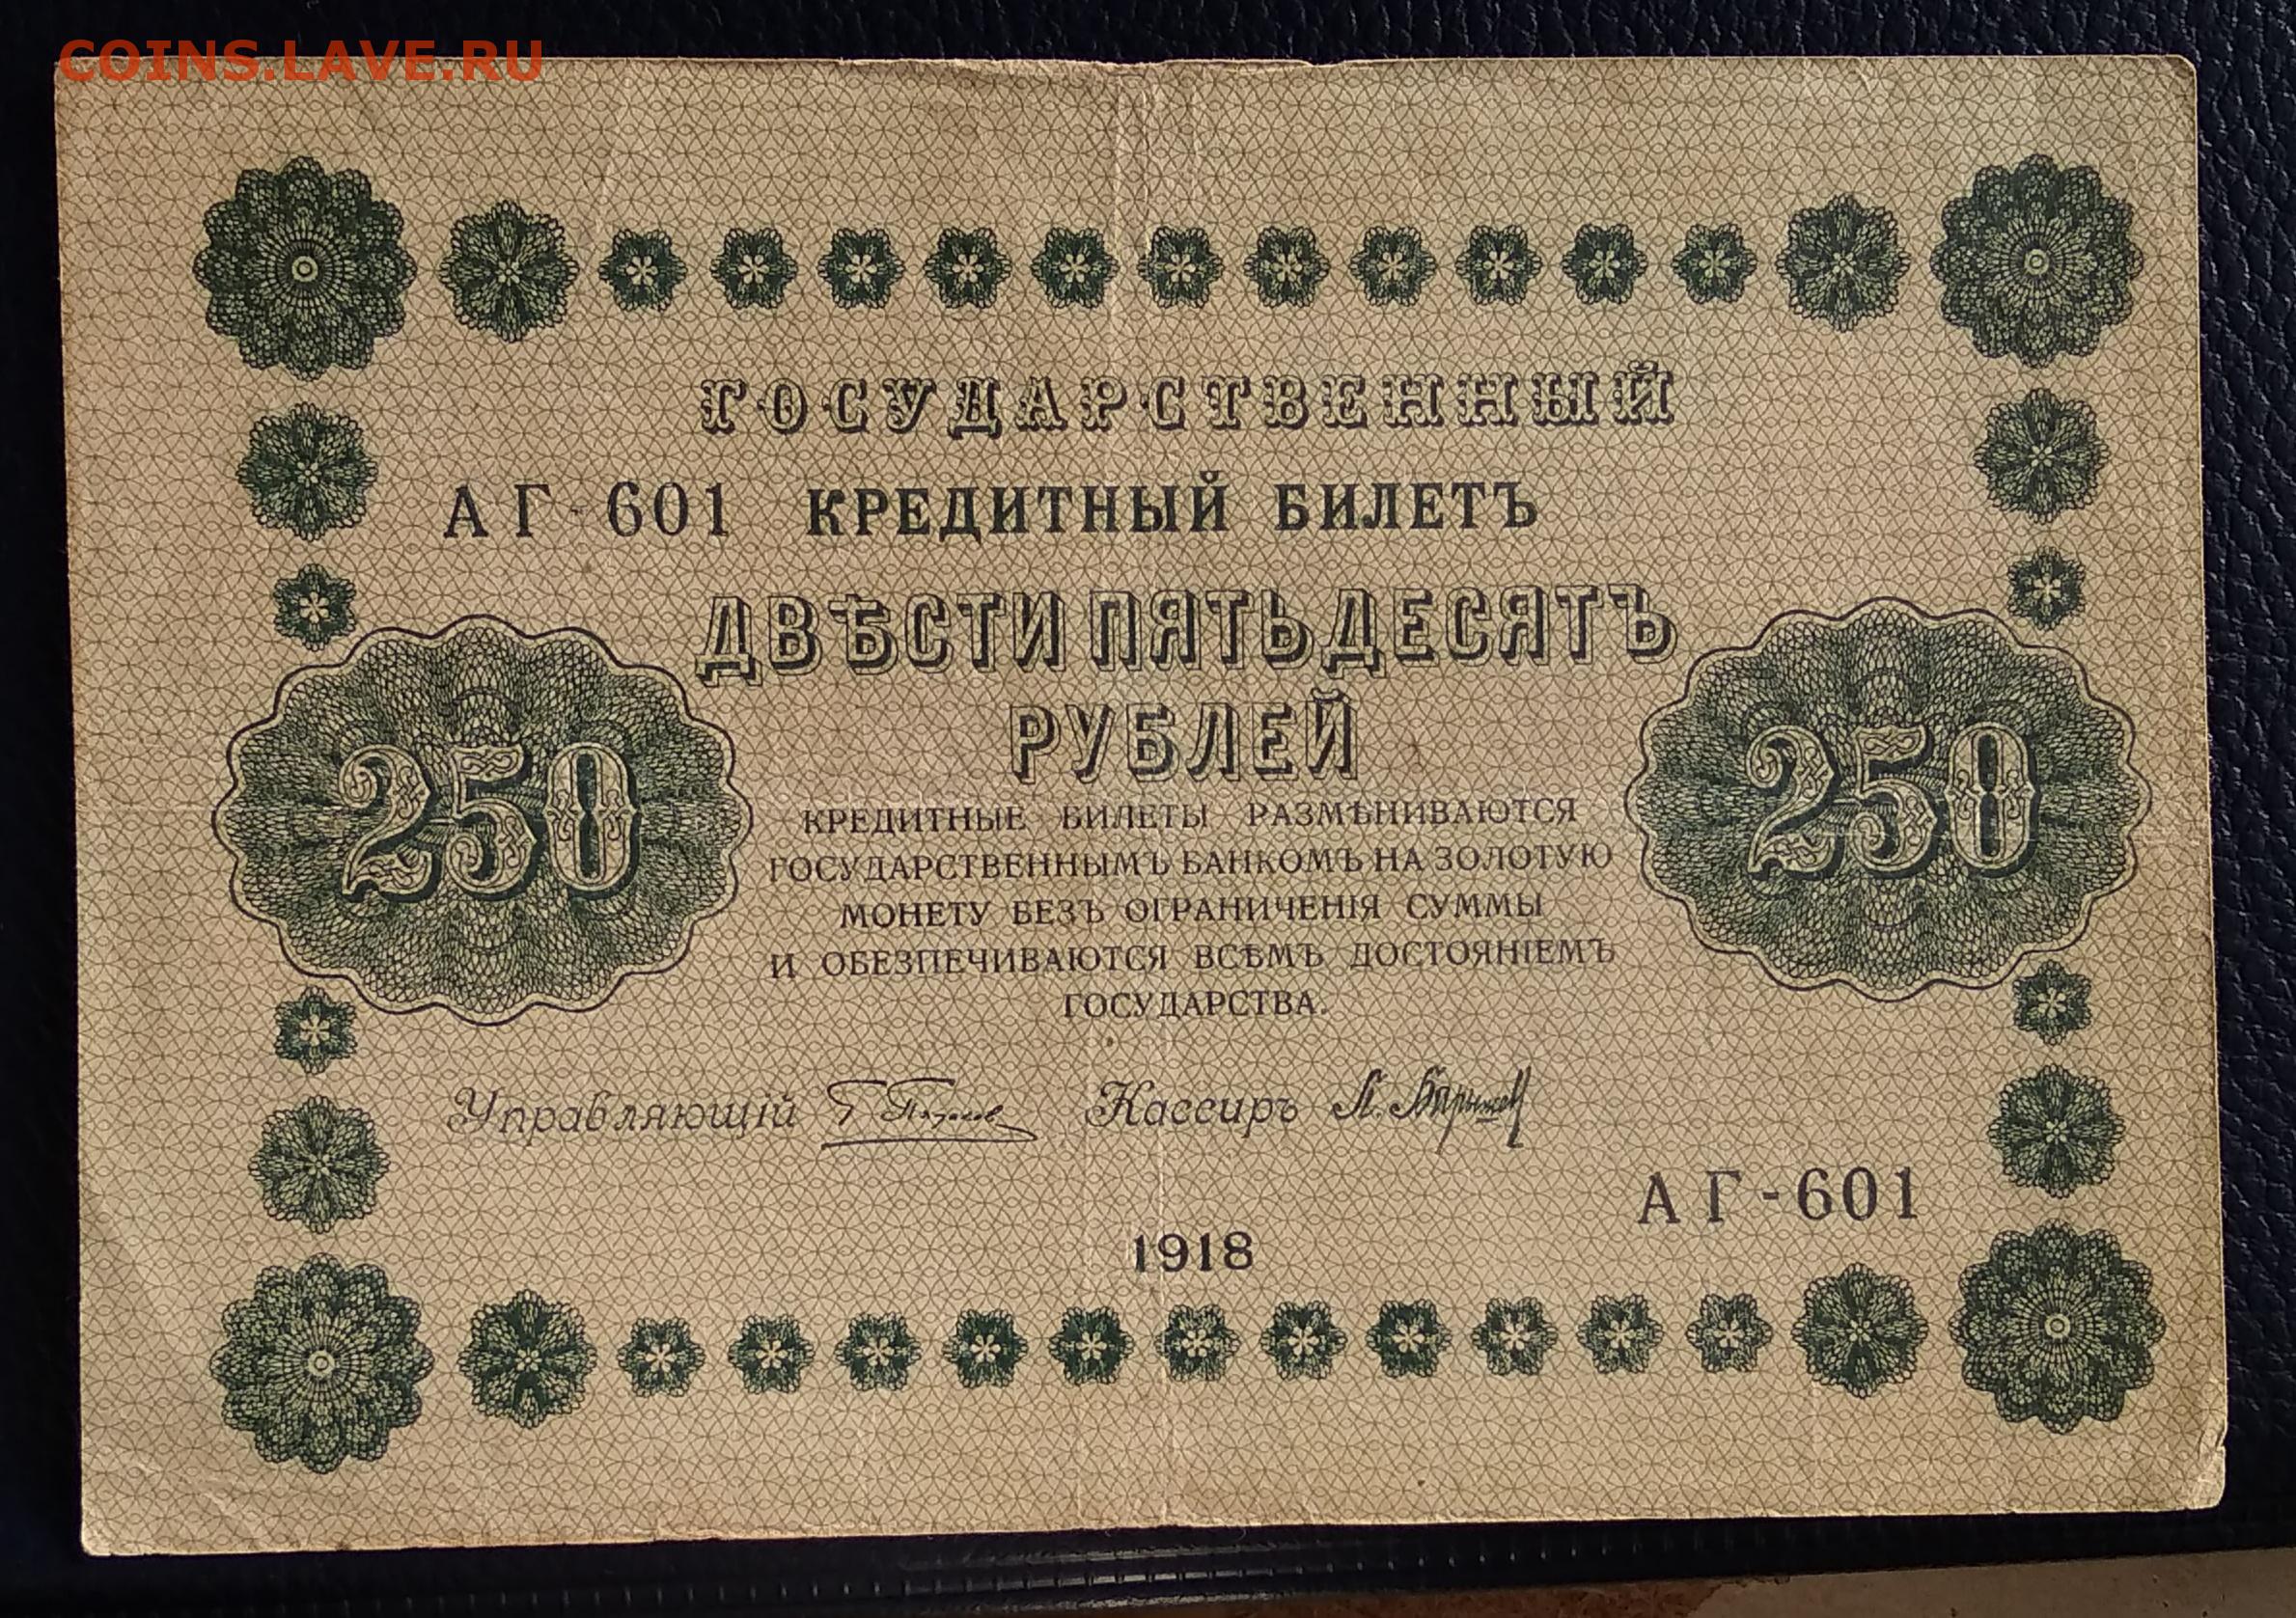 COINS.LAVE.RU
ГОСУДАРСТВЕННЫЙ
АГ-601 КРЕДИТНЫЙ БИЛЕТЪ
ДВѢСТИ ПЯТЬДЕСЯТЪ
РУБЛЕЙ
250
250
КРЕДИТНЫЕ БИЛЕТЫ РАЗМѢНИВАЮТСЯ
ГОСУДАРСТВЕННЫМЪ БАНКОМЪ НА ЗОЛОТУЮ
МОНЕТУ БЕЗЪ ОГРАНИЧЕНІЯ СУММЫ
И ОБЕЗПЕЧИВАЮТСЯ ВСѢМЪ ДОСТОЯНІЕМЪ
ГОСУДАРСТВА.
Управляющій Кассиръ
АГ-601
1918